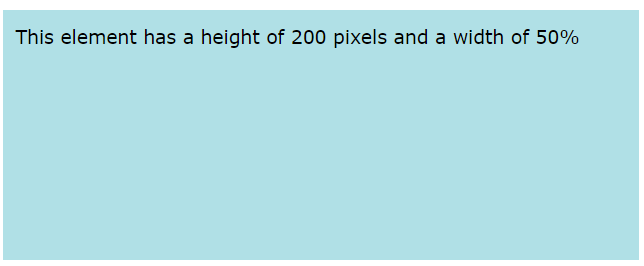 This element has a height of 200 pixels and a width of 50%